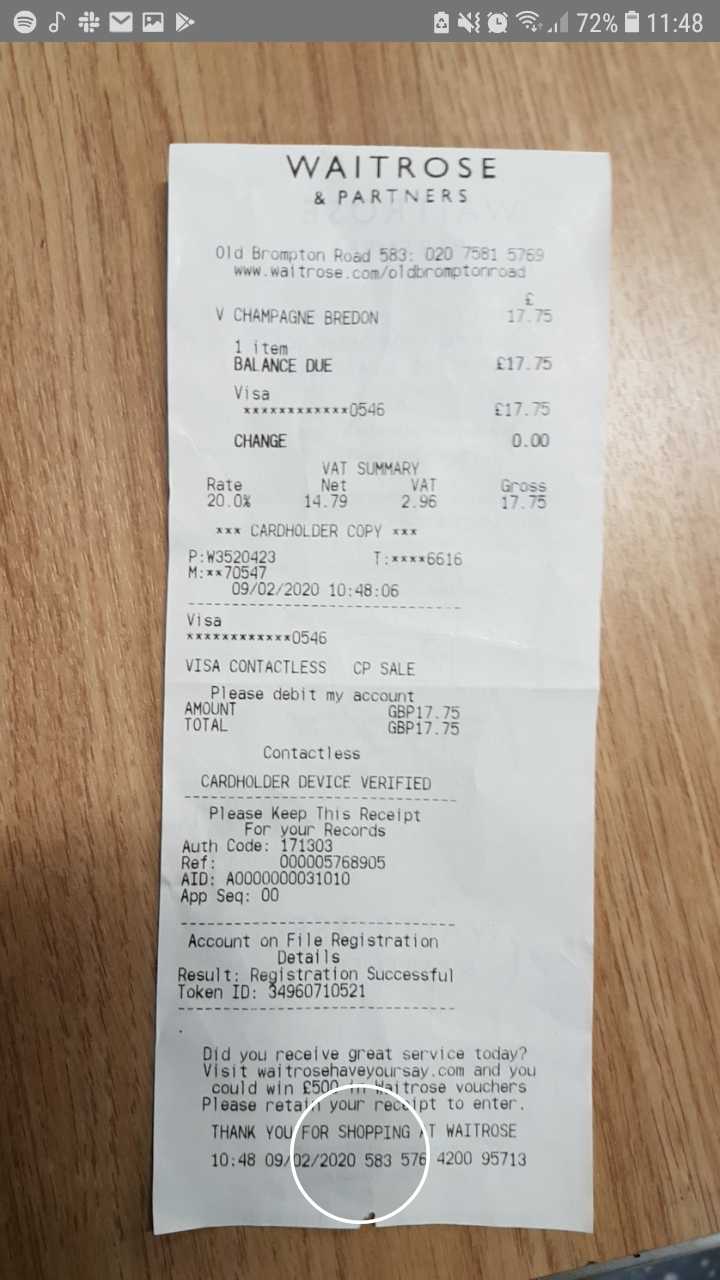 72% 11:48
WAITROSE
& PARTNERS
Old Brompton Road 583: 020 7581 5769
www.waitrose.com/oldbromptonroad
£
V CHAMPAGNE BREDON 17.75
1 item
BALANCE DUE £17.75
Visa
************0546 £17.75
CHANGE 0.00
VAT SUMMARY
Rate Net VAT Gross
20.0% 14.79 2.96 17.75
*** CARDHOLDER COPY ***
P:W3520423 T:****6616
M:**70547
09/02/2020 10:48:06
--------------------------------
Visa
************0546
VISA CONTACTLESS CP SALE
Please debit my account
AMOUNT GBP17.75
TOTAL GBP17.75
Contactless
CARDHOLDER DEVICE VERIFIED
--------------------------------
Please Keep This Receipt
For your Records
Auth Code: 171303
Ref: 000005768905
AID: A0000000031010
App Seq: 00
--------------------------------
Account on File Registration
Details
Result: Registration Successful
Token ID: 34960710521
--------------------------------
.
Did you receive great service today?
Visit waitrosehaveyoursay.com and you
could win £500 in Waitrose vouchers
Please retain your receipt to enter.
THANK YOU FOR SHOPPING AT WAITROSE
10:48 09/02/2020 583 576 4200 95713